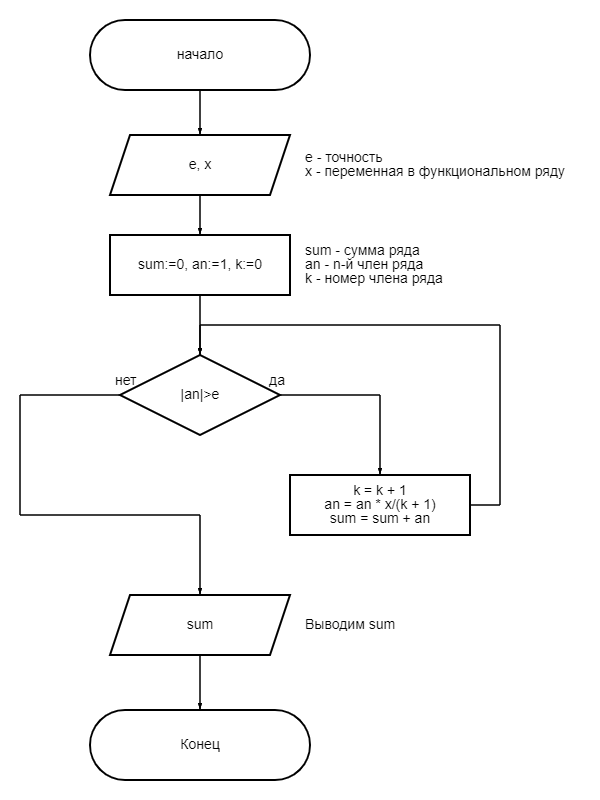 начало
e, x
e - точность
x - переменная в функциональном ряду
sum:=0, an:=1, k:=0
sum - сумма ряда
an - n-й член ряда
k - номер члена ряда
нет
|an|>e
да
k = k + 1
an = an * x/(k + 1)
sum = sum + an
sum
Выводим sum
Конец